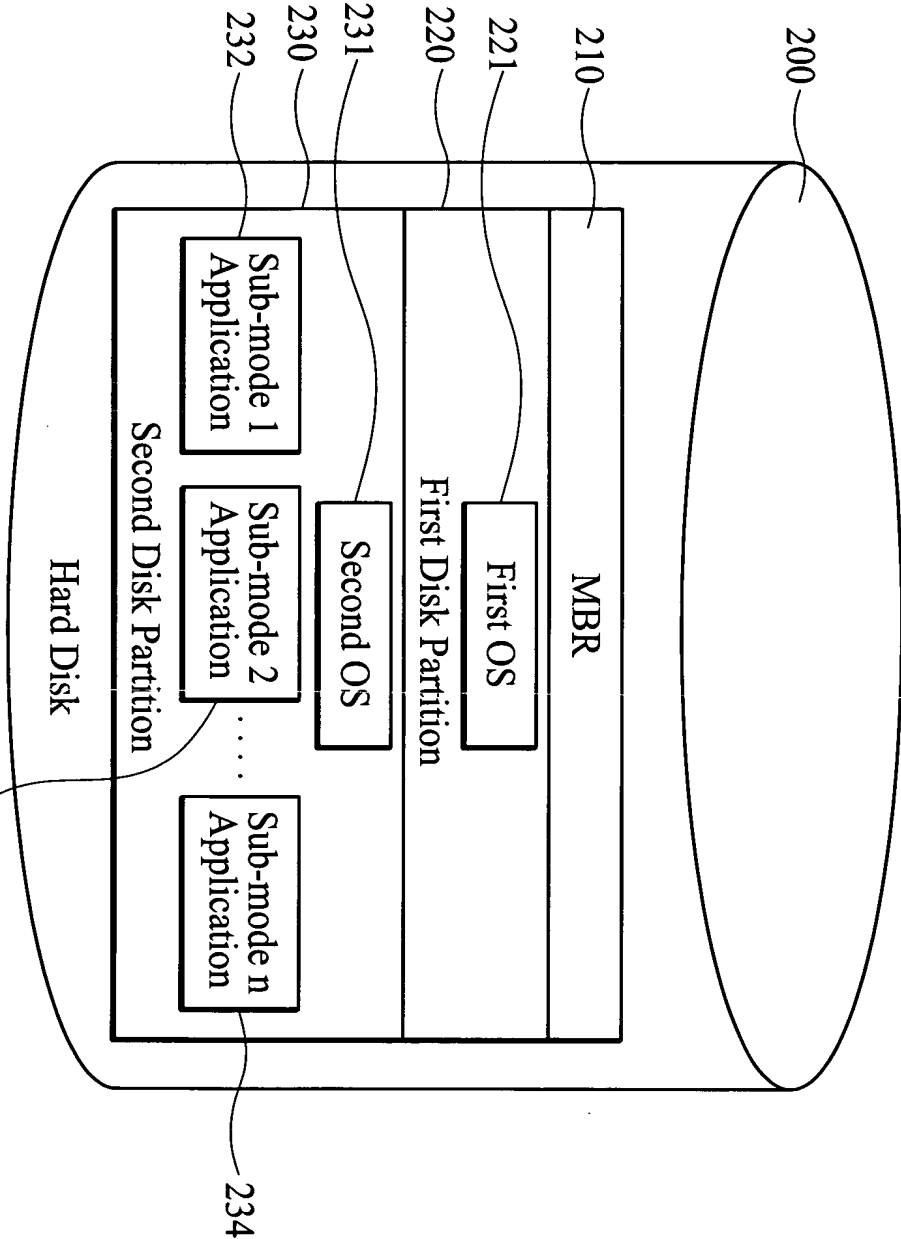 200
210
MBR
221
First OS
220
First Disk Partition
231
Second OS
230
232
Sub-mode 1
Application
Sub-mode 2
Application
. . . . .
Sub-mode n
Application
234
Second Disk Partition
Hard Disk